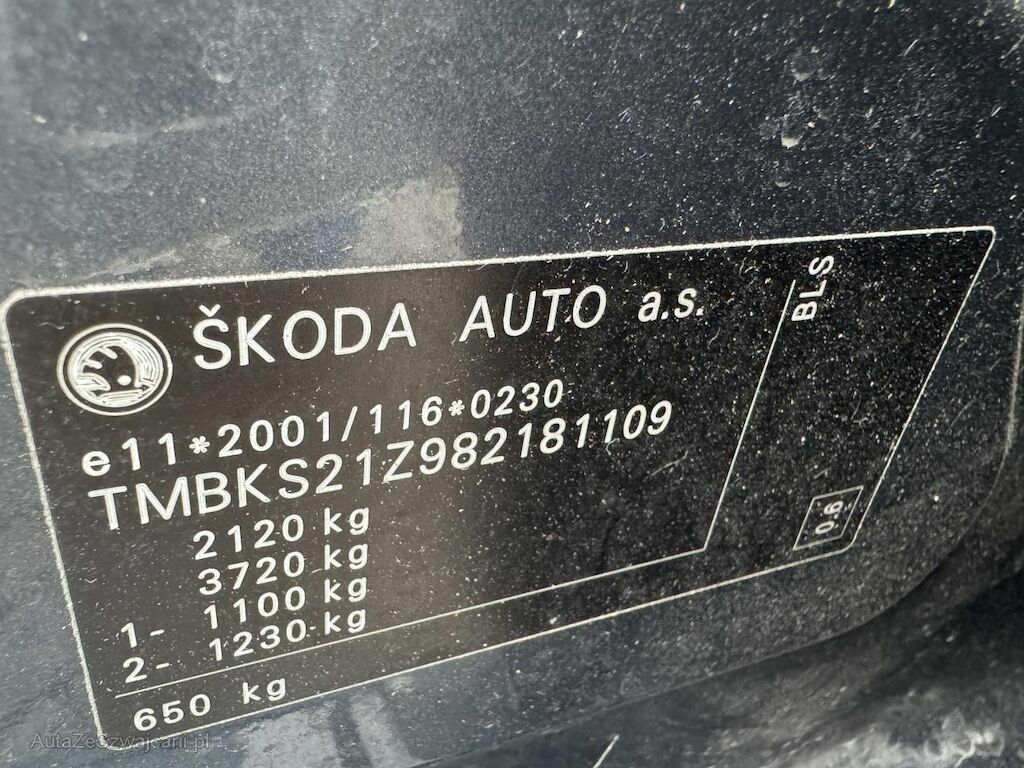 ŠKODA AUTO a.s.
BLS
e11*2001/116*0230
TMBKS21Z982181109
2120 kg
3720 kg
1- 1100 kg
2- 1230 kg
0.6
650 kg
AutaZeSzwajcarii.pl